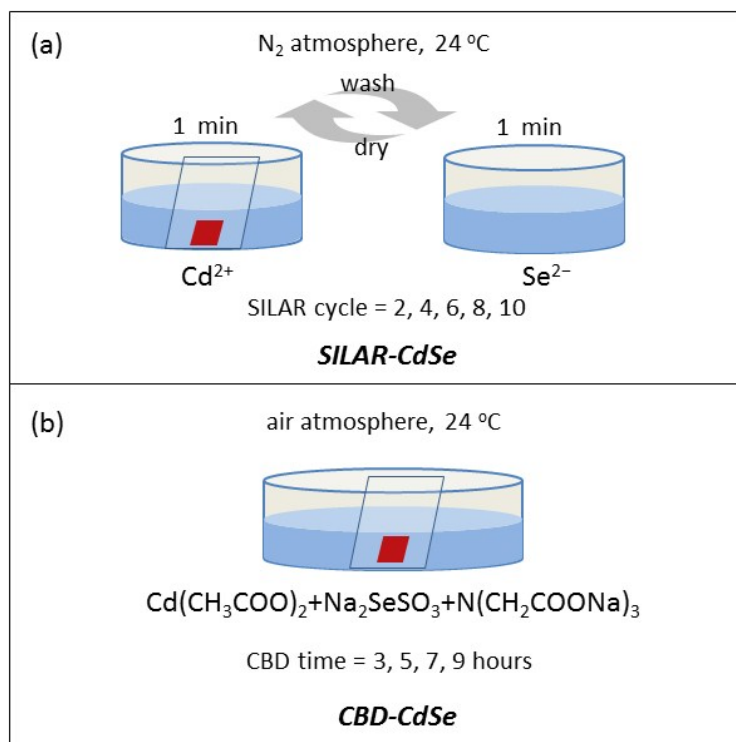 (a)
N₂ atmosphere, 24 °C
wash
1 min
1 min
dry
Cd²⁺
Se²⁻
SILAR cycle = 2, 4, 6, 8, 10
SILAR-CdSe
(b)
air atmosphere, 24 °C
Cd(CH₃COO)₂+Na₂SeSO₃+N(CH₂COONa)₃
CBD time = 3, 5, 7, 9 hours
CBD-CdSe